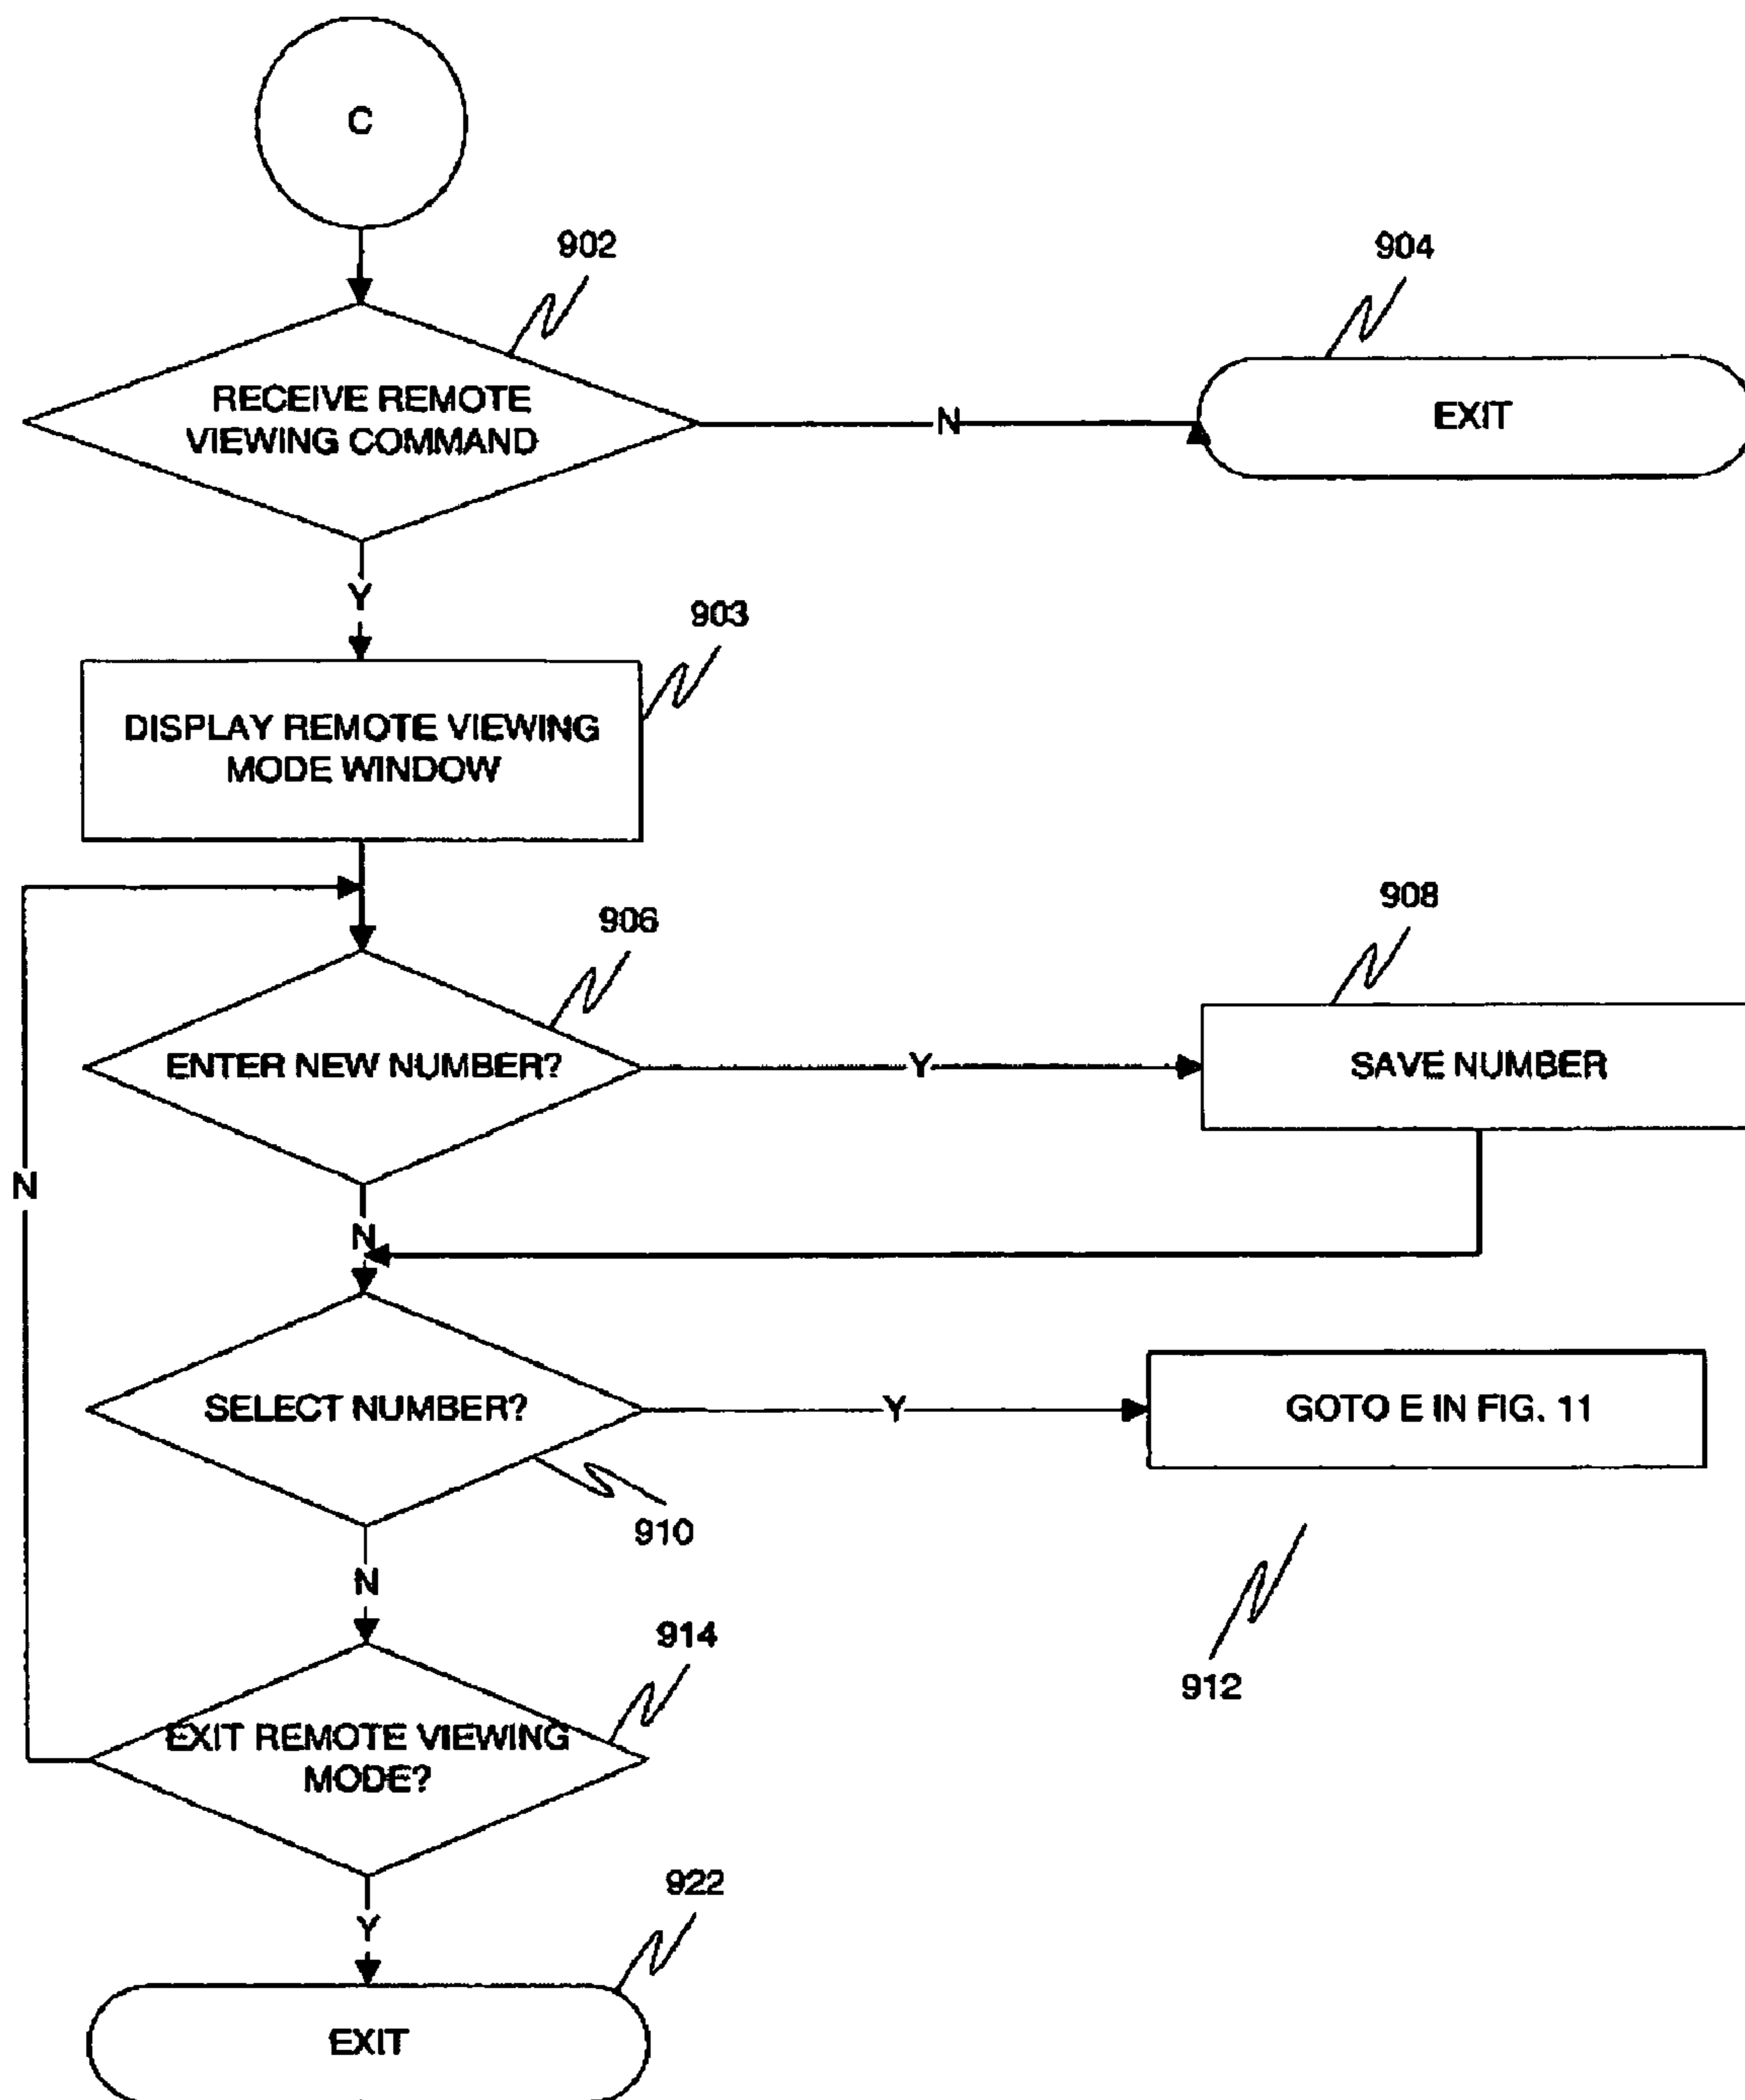 C
902
904
RECEIVE REMOTE
VIEWING COMMAND
N
EXIT
Y
903
DISPLAY REMOTE VIEWING
MODE WINDOW
906
908
ENTER NEW NUMBER?
Y
SAVE NUMBER
N
N
SELECT NUMBER?
Y
GOTO E IN FIG. 11
910
N
912
914
EXIT REMOTE VIEWING
MODE?
922
Y
EXIT